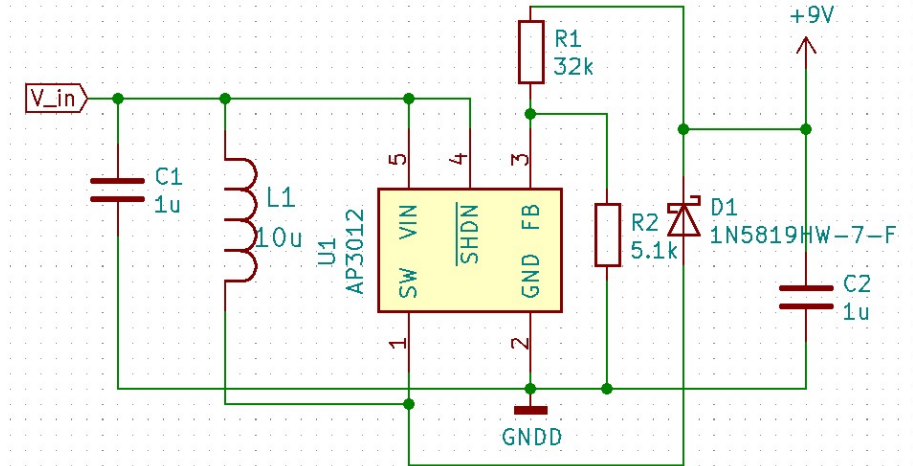 +9V
R1
32k
V_in
5
4
3
C1
1u
L1
10u
U1
AP3012
VIN
SHDN
FB
SW
GND
R2
5.1k
D1
1N5819HW-7-F
C2
1u
1
2
GNDD